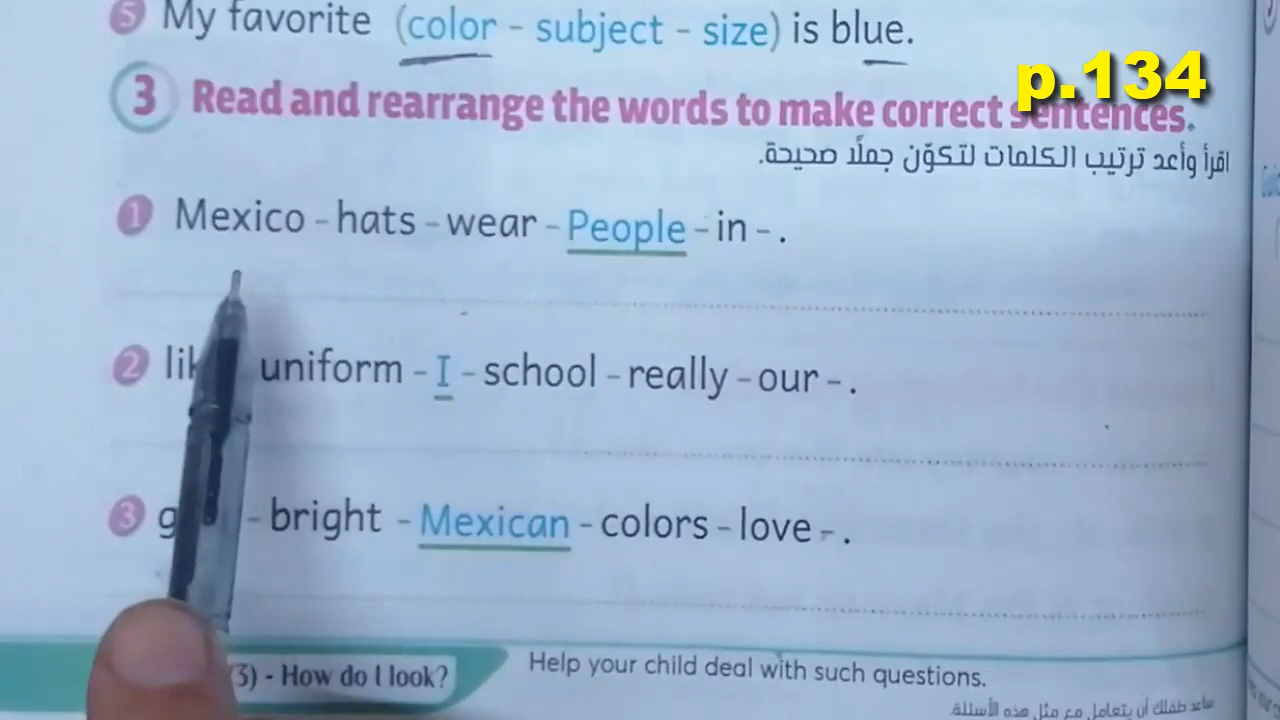 5 My favorite (color - subject - size) is blue.
p.134
3 Read and rearrange the words to make correct sentences.
اقرأ وأعد ترتيب الكلمات لتكوّن جملًا صحيحة.
1 Mexico - hats - wear - People - in - .
2 uniform - I - school - really - our - .
3 - bright - Mexican - colors - love - .
(3) - How do I look?
Help your child deal with such questions.
ساعد طفلك أن يتعامل مع مثل هذه الأسئلة